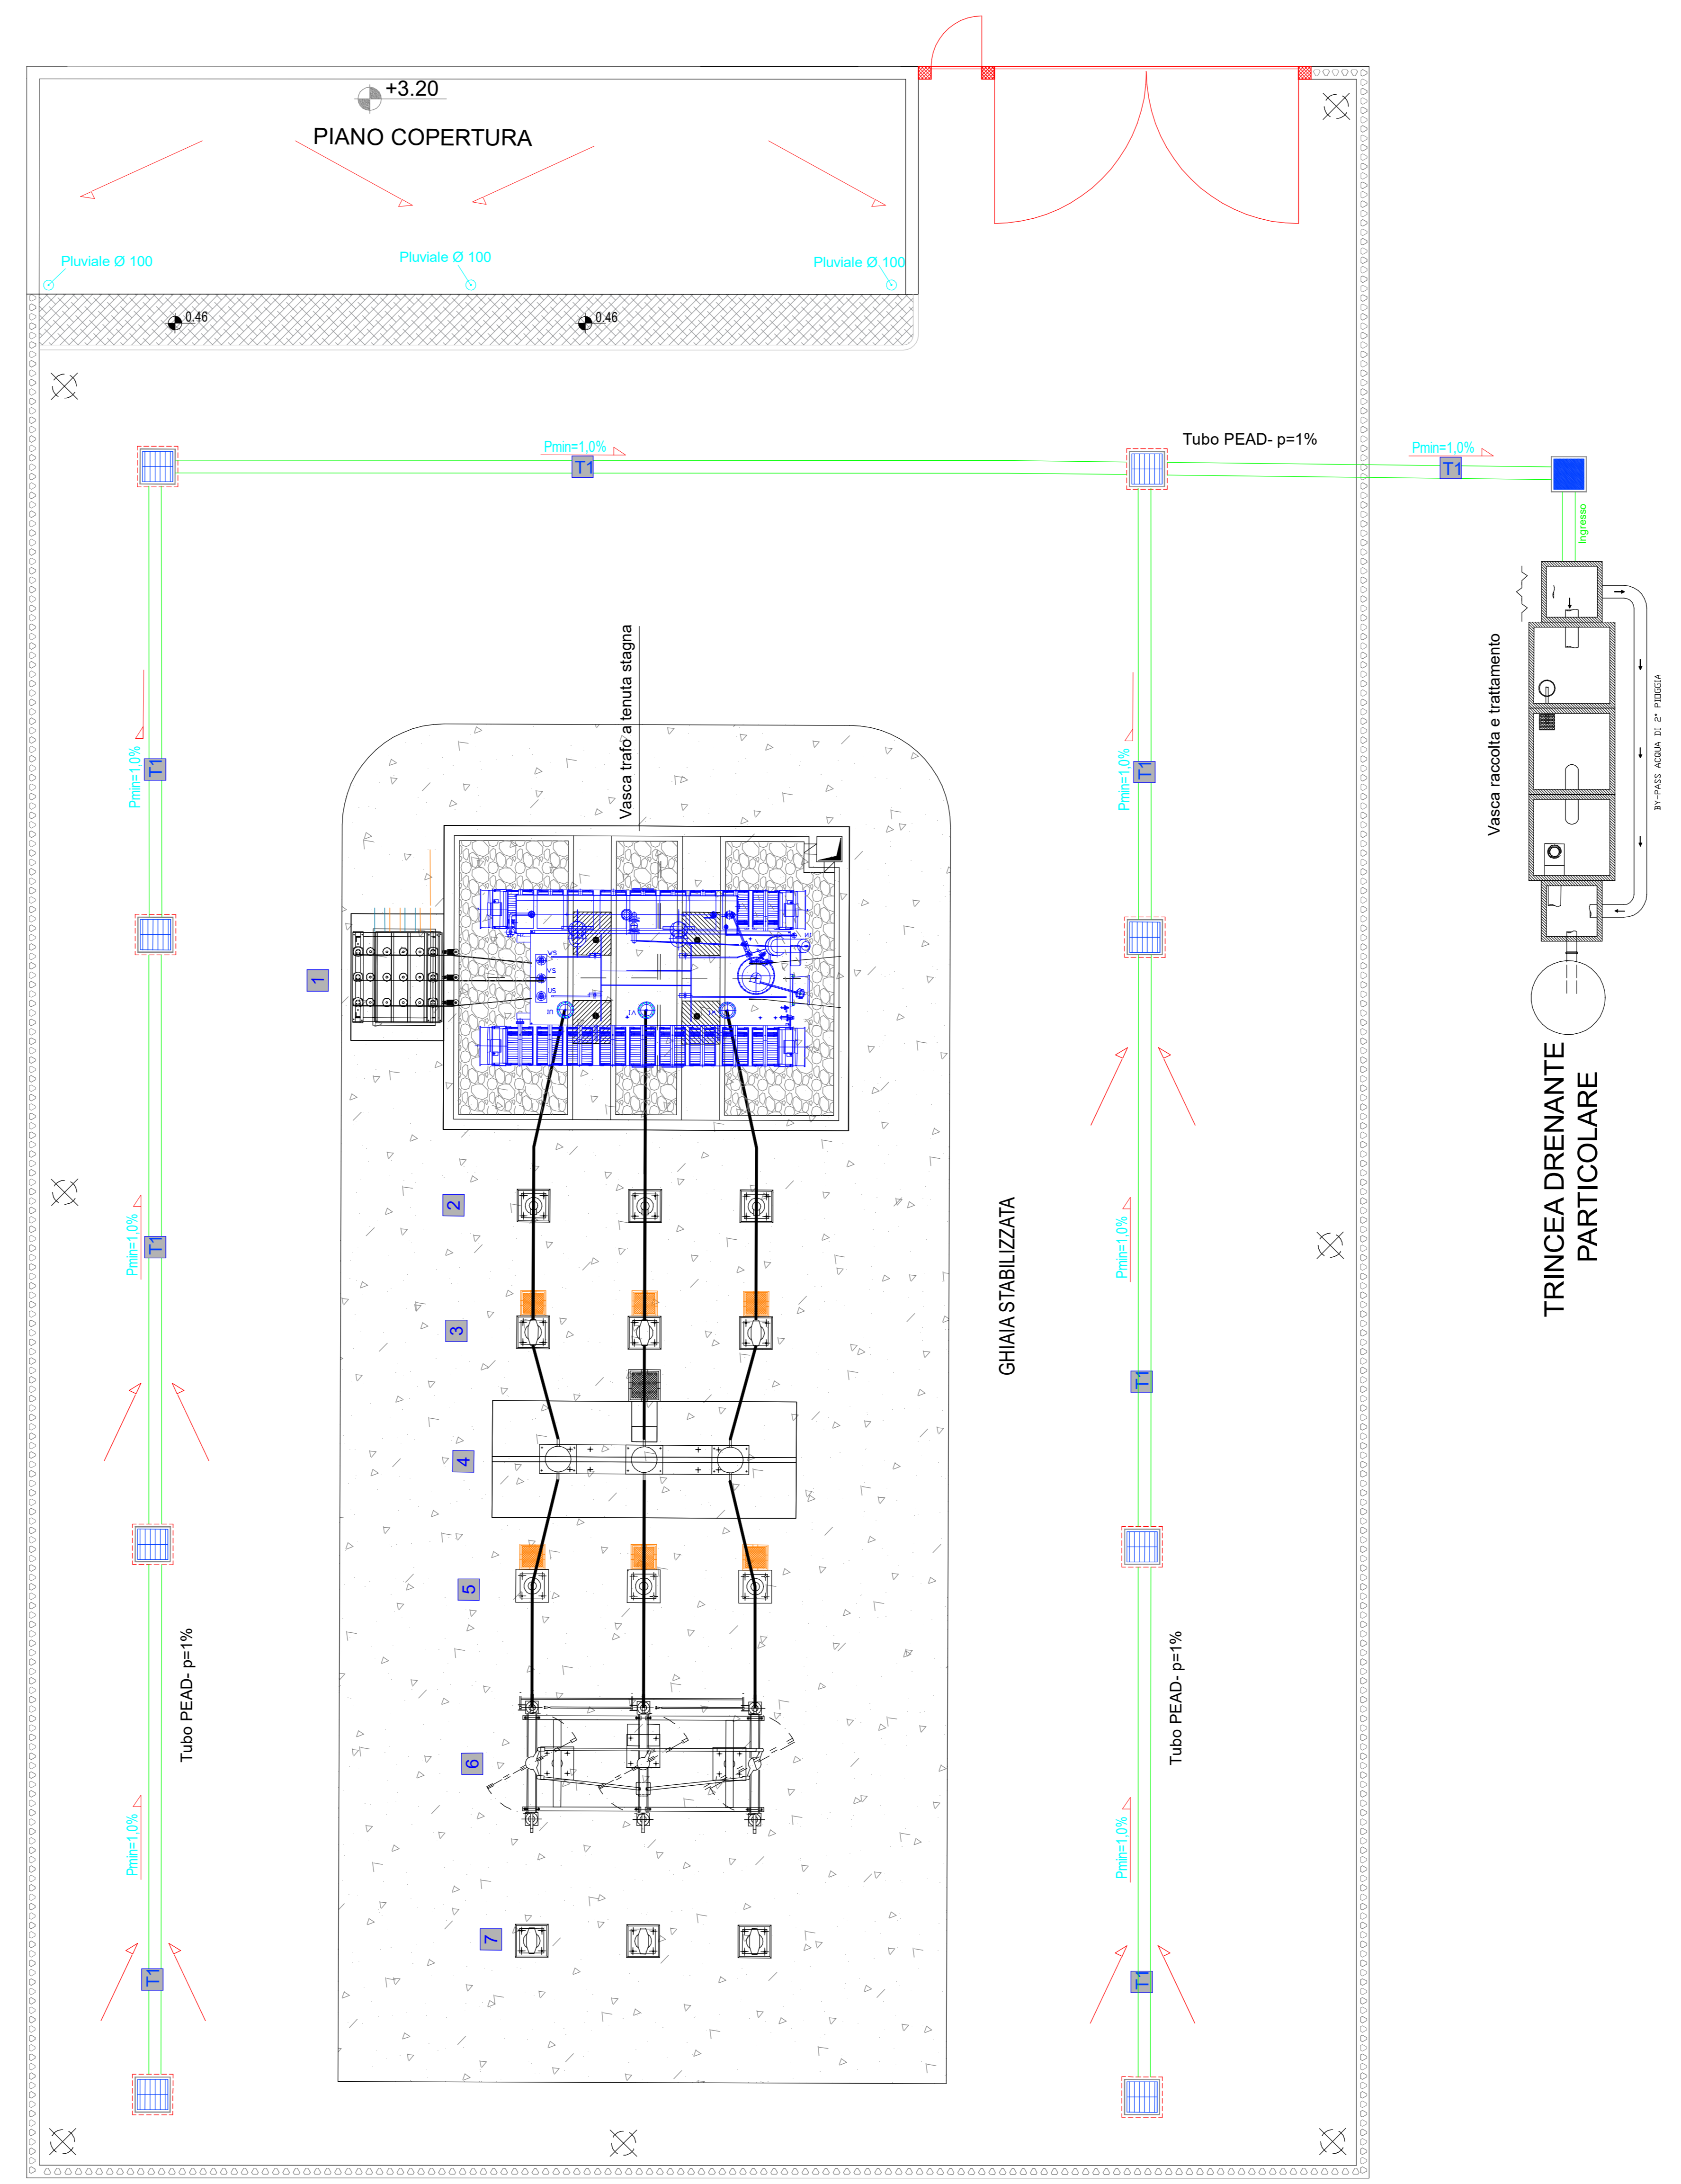 +3.20
PIANO COPERTURA
Pluviale Ø 100
Pluviale Ø 100
Pluviale Ø 100
0.46
0.46
Pmin=1,0%
T1
Tubo PEAD- p=1%
Pmin=1,0%
T1
Ingresso
Vasca trafo a tenuta stagna
Vasca raccolta e trattamento
BY-PASS ACQUA DI 2° PIOGGIA
Pmin=1,0%
T1
Pmin=1,0%
T1
1
TRINCEA DRENANTE
PARTICOLARE
2
Pmin=1,0%
T1
Pmin=1,0%
GHIAIA STABILIZZATA
3
T1
4
5
Tubo PEAD- p=1%
Tubo PEAD- p=1%
6
Pmin=1,0%
Pmin=1,0%
7
T1
T1